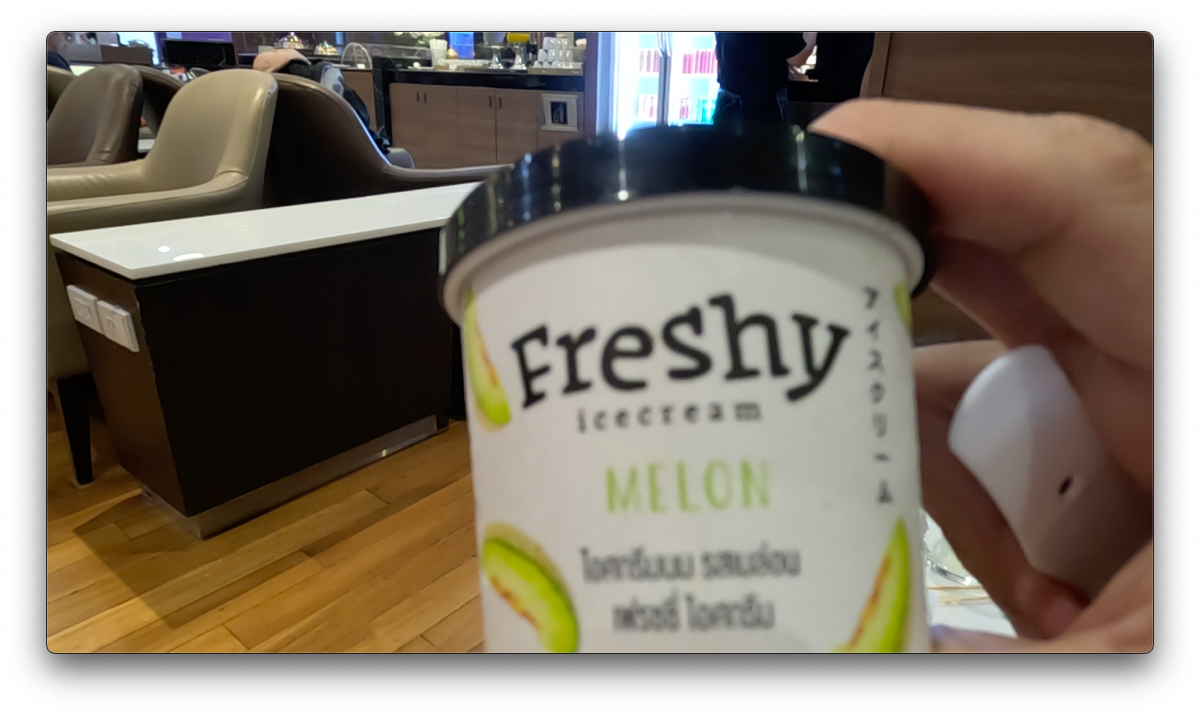 Freshy
icecream
アイスクリーム
MELON
ไอศกรีมนม รสเมล่อน
เฟรชชี่ ไอศกรีม